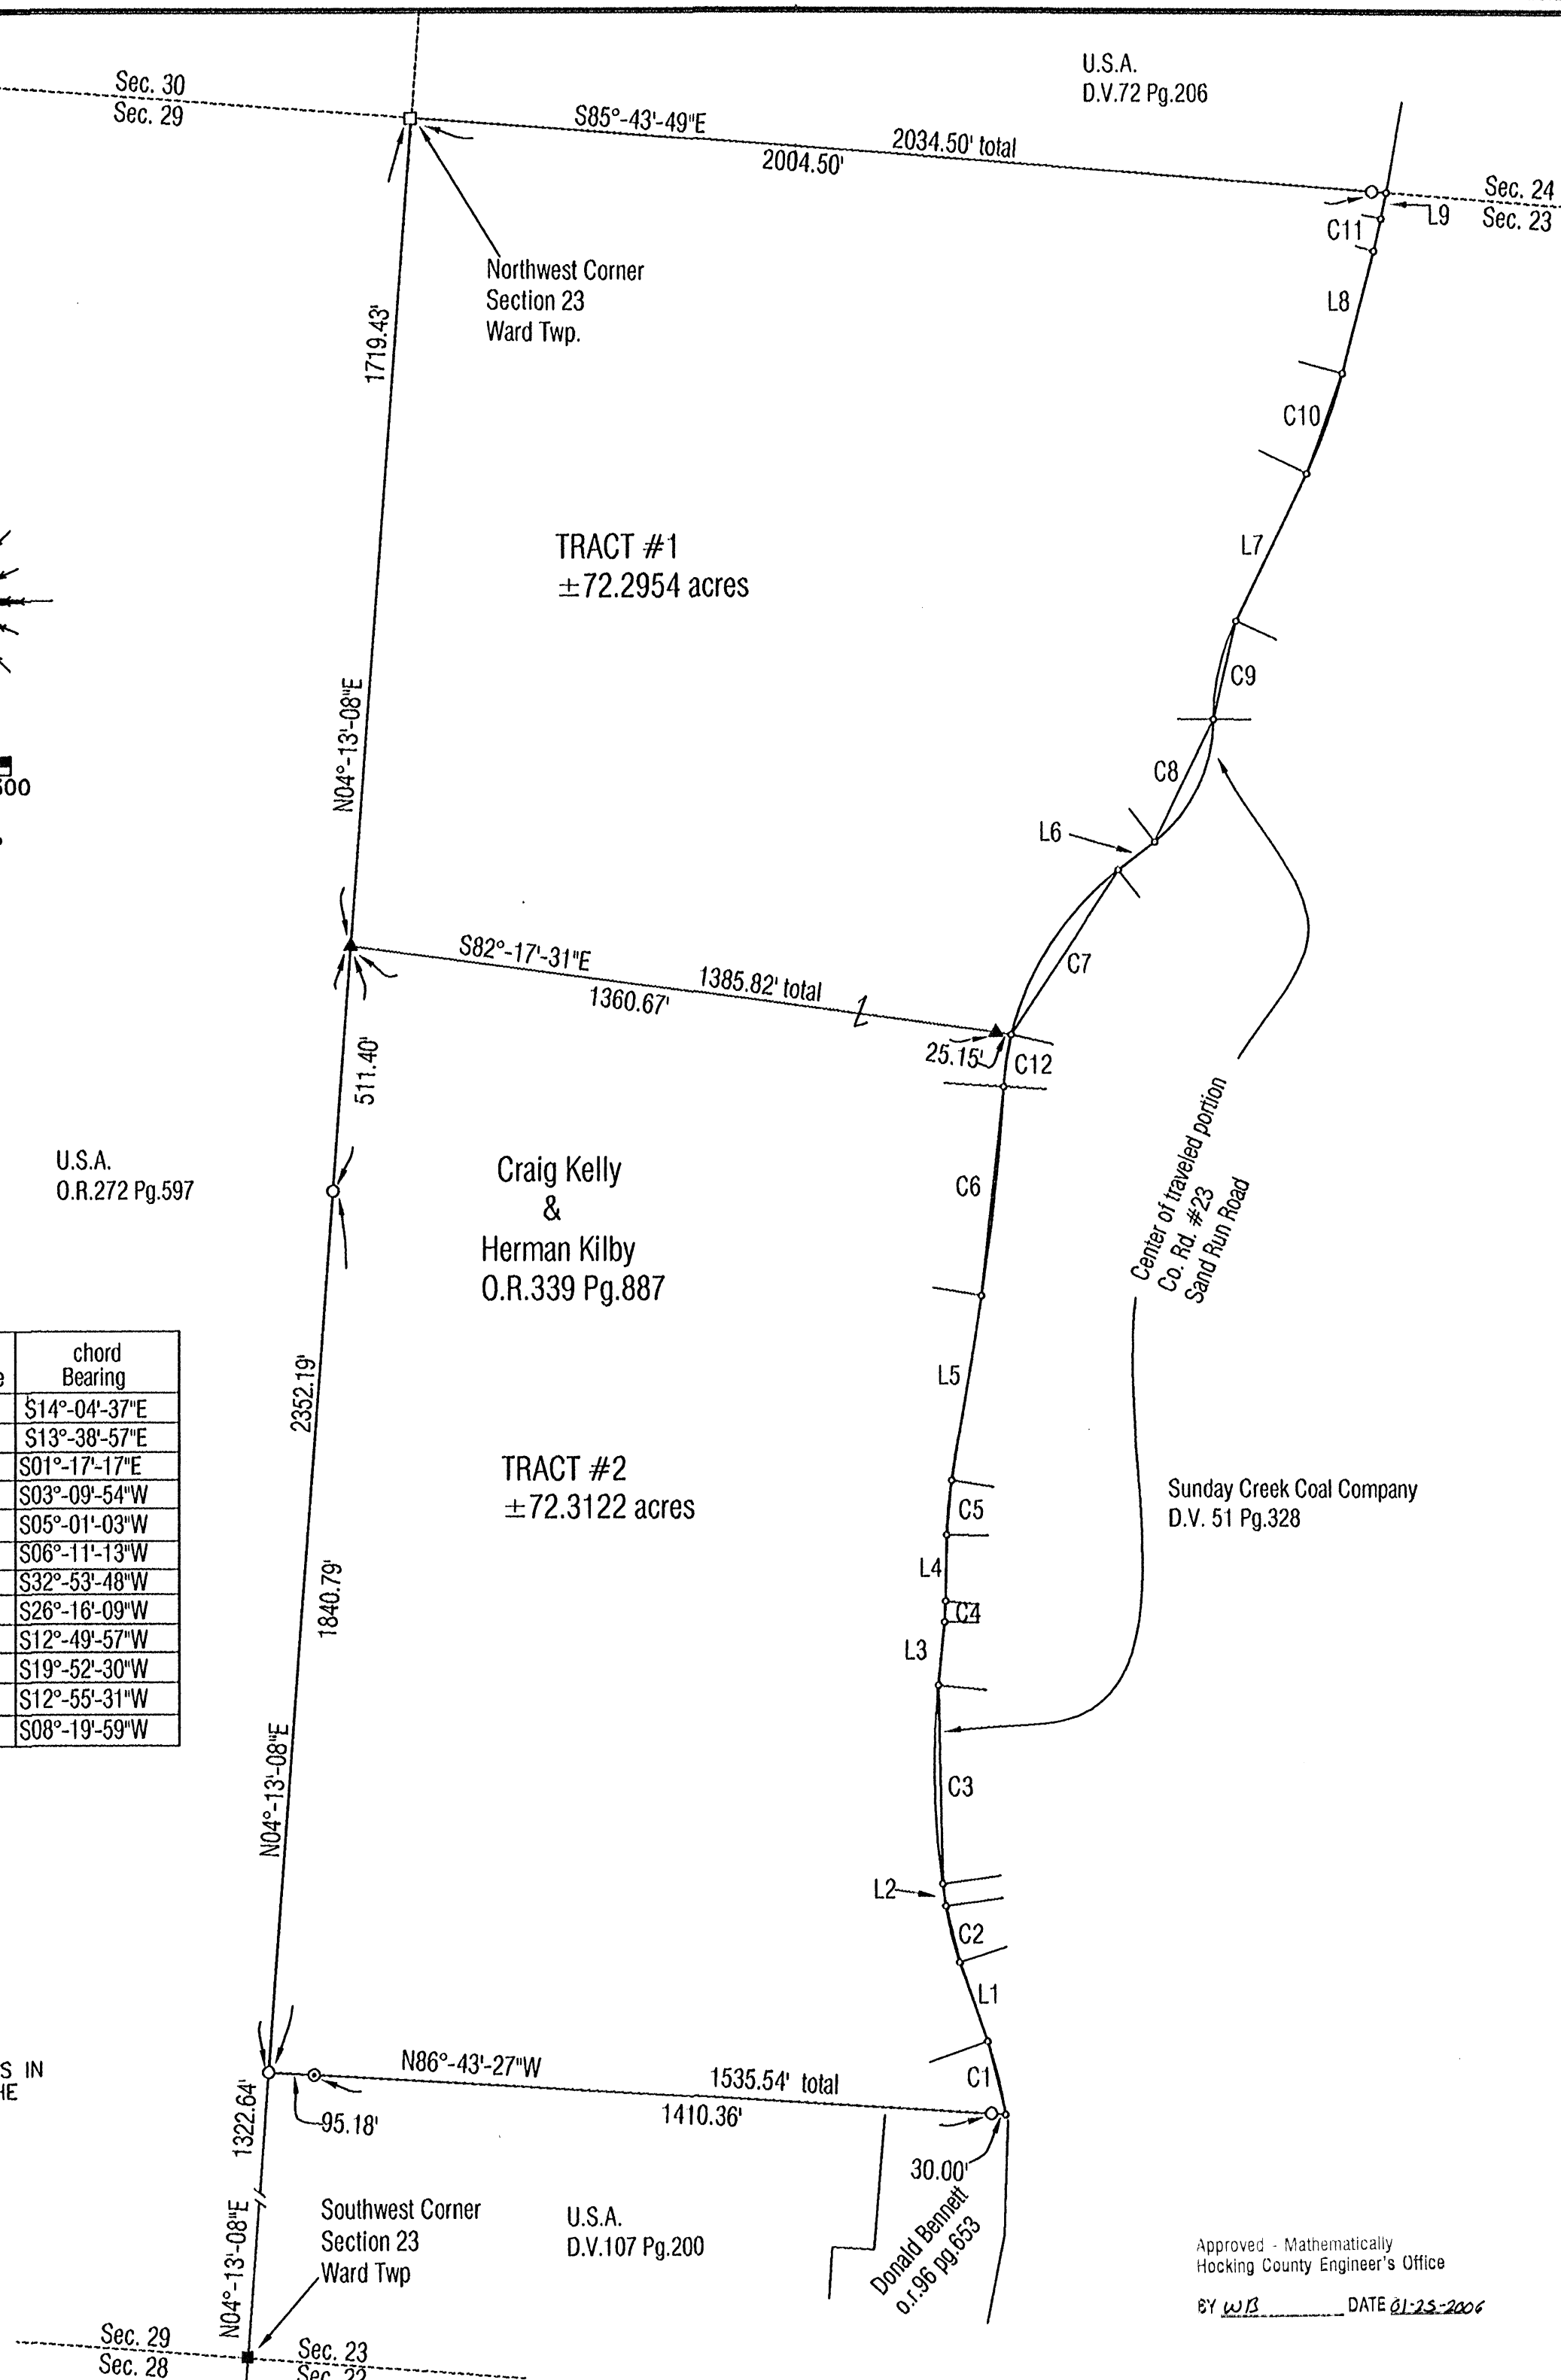 U.S.A.
D.V.72 Pg.206
Sec. 30
Sec. 29
S85°-43'-49"E
2034.50' total
2004.50'
Sec. 24
Sec. 23
L9
C11
Northwest Corner
Section 23
Ward Twp.
L8
1719.43'
C10
TRACT #1
±72.2954 acres
L7
C9
N04°-13'-08"E
C8
L6
S82°-17'-31"E
1385.82' total
1360.67'
C7
25.15'
C12
511.40'
U.S.A.
O.R.272 Pg.597
Craig Kelly
&
Herman Kilby
O.R.339 Pg.887
C6
Center of traveled portion
Co. Rd. #23
Sand Run Road
chord
Bearing
S14°-04'-37"E
S13°-38'-57"E
S01°-17'-17"E
S03°-09'-54"W
S05°-01'-03"W
S06°-11'-13"W
S32°-53'-48"W
S26°-16'-09"W
S12°-49'-57"W
S19°-52'-30"W
S12°-55'-31"W
S08°-19'-59"W
2352.19'
L5
TRACT #2
±72.3122 acres
Sunday Creek Coal Company
D.V. 51 Pg.328
C5
L4
1840.79'
C4
L3
N04°-13'-08"E
C3
L2
C2
L1
S IN
HE
N86°-43'-27"W
1535.54' total
1410.36'
C1
95.18'
1322.64'
30.00'
Donald Bennett
o.r.96 pg.653
N04°-13'-08"E
Southwest Corner
Section 23
Ward Twp
U.S.A.
D.V.107 Pg.200
Approved - Mathematically
Hocking County Engineer's Office
BY WB DATE 01-25-2006
Sec. 29
Sec. 28
Sec. 23
Sec. 22